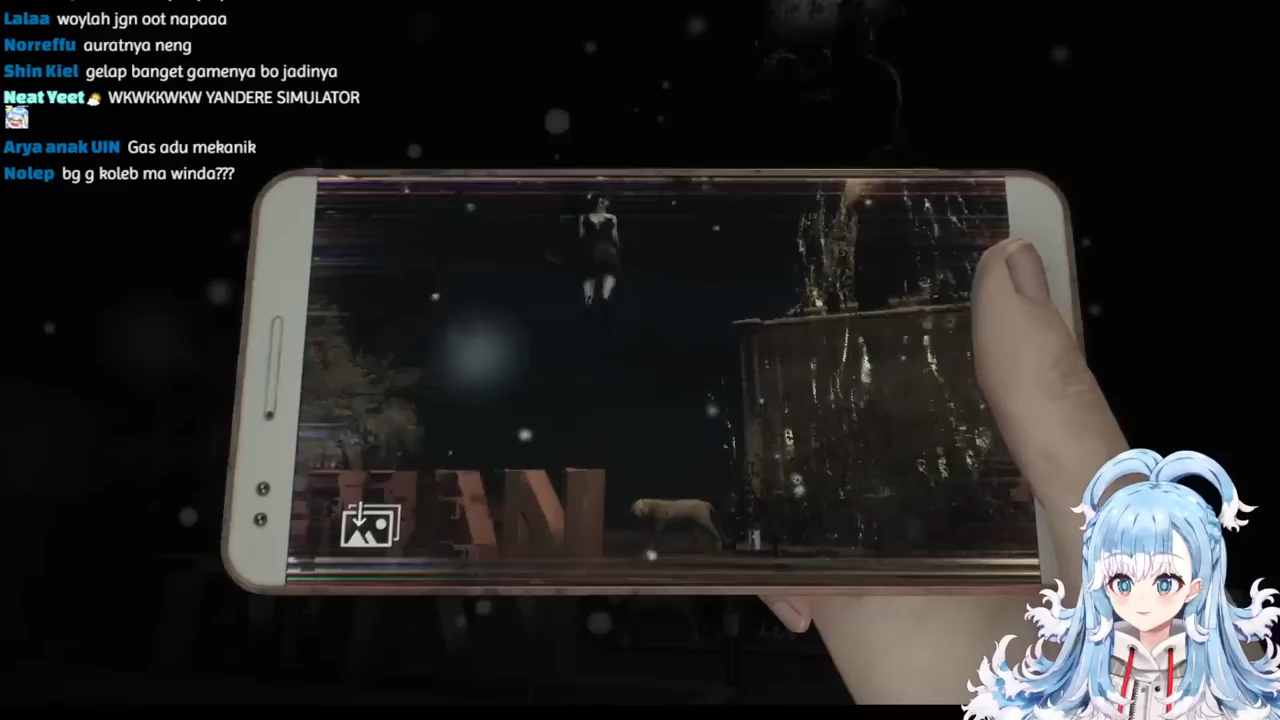 Lalaa woylah jgn oot napaaa
Norreffu auratnya neng
Shin Kiel gelap banget gamenya bo jadinya
Neat Yeet WKWKKWKW YANDERE SIMULATOR
Arya anak UIN Gas adu mekanik
Nolep bg g koleb ma winda???